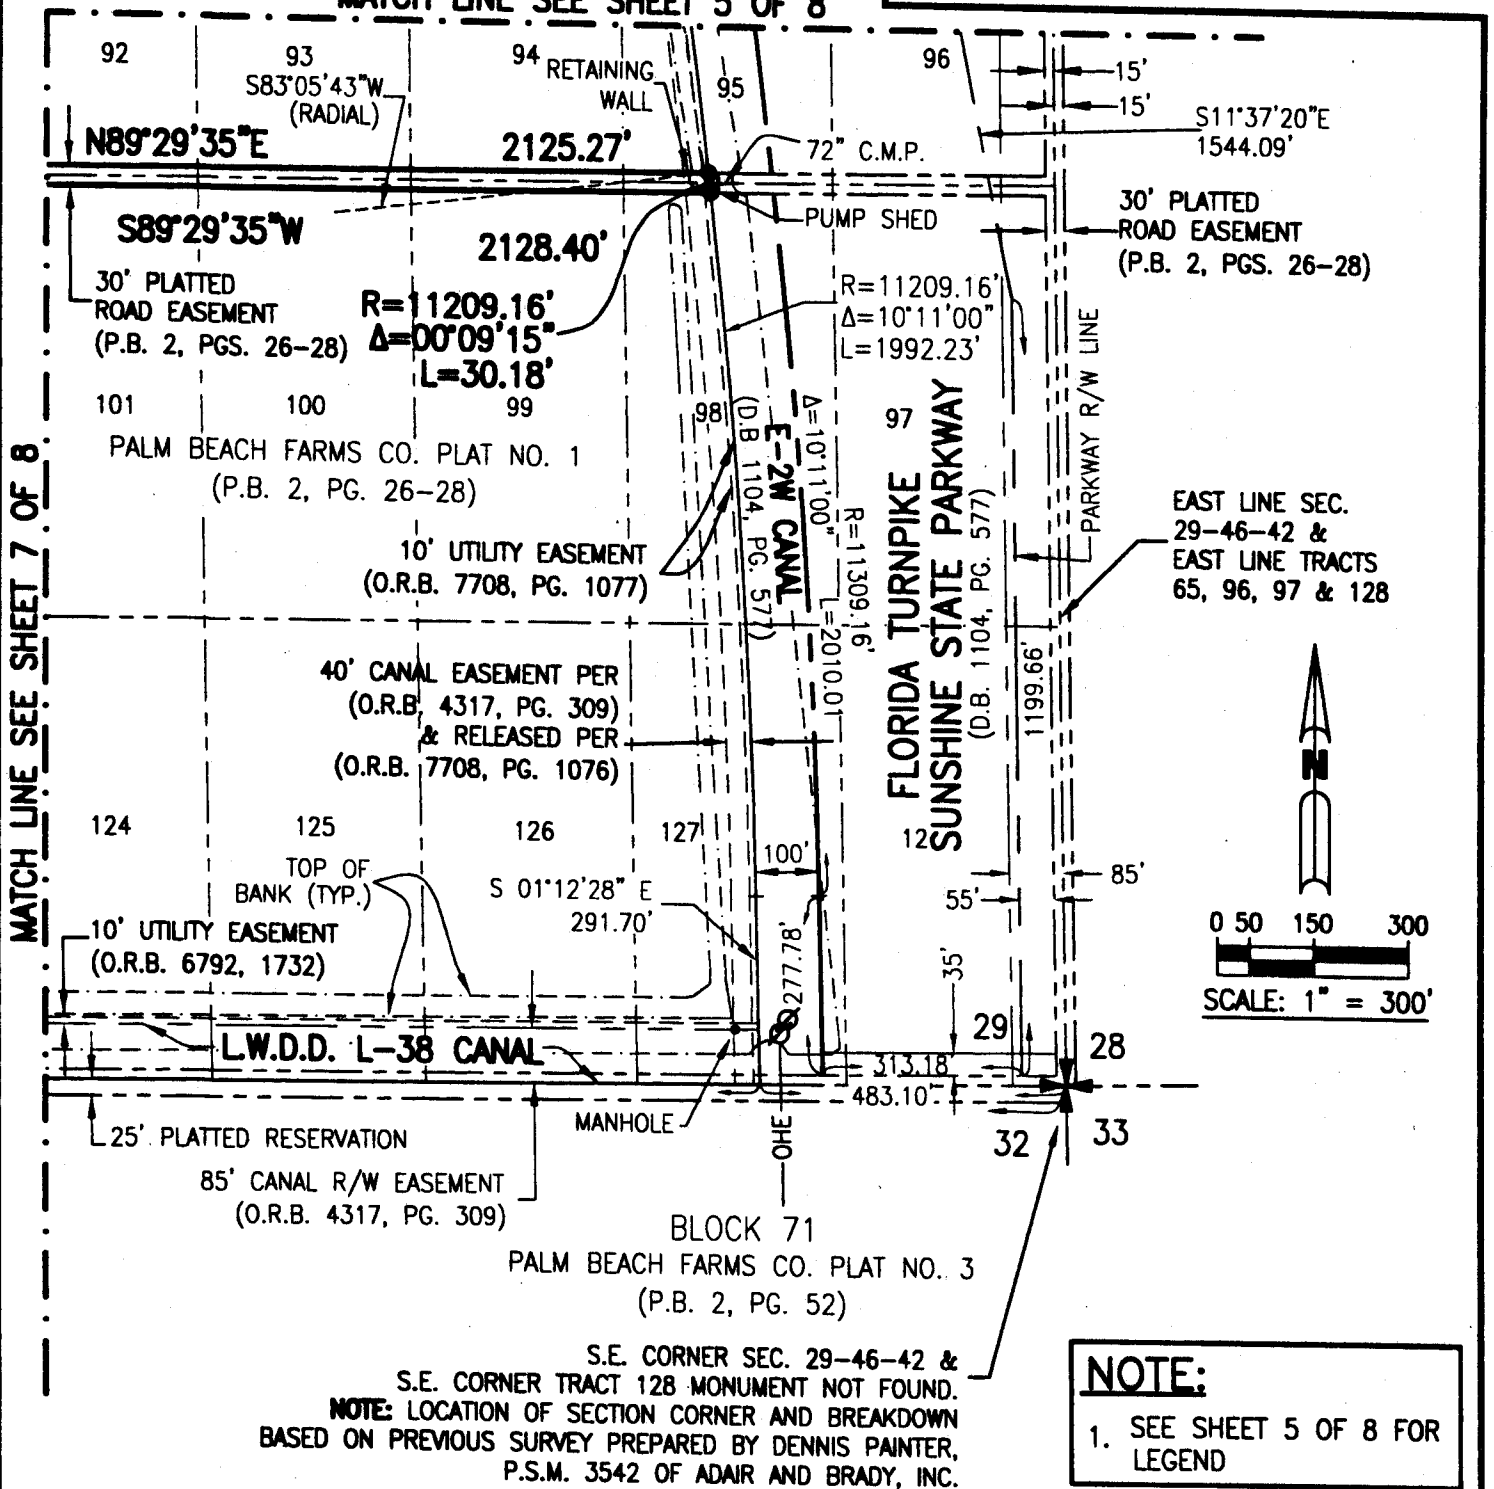 MATCH LINE SEE SHEET 5 OF 8
92
93
94
95
96
S83°05'43"W
(RADIAL)
RETAINING
WALL
15'
15'
S11°37'20"E
1544.09'
N89°29'35"E
2125.27'
72" C.M.P.
PUMP SHED
S89°29'35"W
2128.40'
30' PLATTED
ROAD EASEMENT
(P.B. 2, PGS. 26-28)
30' PLATTED
ROAD EASEMENT
(P.B. 2, PGS. 26-28)
R=11209.16'
Δ=00°09'15"
L=30.18'
R=11209.16'
Δ=10°11'00"
L=1992.23'
101
100
99
98
97
PALM BEACH FARMS CO. PLAT NO. 1
(P.B. 2, PG. 26-28)
MATCH LINE SEE SHEET 7 OF 8
(D.B. 1104, PG. 577)
E-2W CANAL
Δ=10°11'00"
R=11309.16'
L=2010.01
FLORIDA TURNPIKE
SUNSHINE STATE PARKWAY
(D.B. 1104, PG. 577)
1199.66'
PARKWAY R/W LINE
EAST LINE SEC.
29-46-42 &
EAST LINE TRACTS
65, 96, 97 & 128
10' UTILITY EASEMENT
(O.R.B. 7708, PG. 1077)
40' CANAL EASEMENT PER
(O.R.B. 4317, PG. 309)
& RELEASED PER
(O.R.B. 7708, PG. 1076)
N
124
125
126
127
12
100'
85'
55'
TOP OF
BANK (TYP.)
S 01°12'28" E
291.70'
277.78'
35'
10' UTILITY EASEMENT
(O.R.B. 6792, 1732)
0 50 150 300
SCALE: 1" = 300'
L.W.D.D. L-38 CANAL
29
28
313.18
483.10'
32
33
MANHOLE
OHE
25' PLATTED RESERVATION
85' CANAL R/W EASEMENT
(O.R.B. 4317, PG. 309)
BLOCK 71
PALM BEACH FARMS CO. PLAT NO. 3
(P.B. 2, PG. 52)
S.E. CORNER SEC. 29-46-42 &
S.E. CORNER TRACT 128 MONUMENT NOT FOUND.
NOTE: LOCATION OF SECTION CORNER AND BREAKDOWN
BASED ON PREVIOUS SURVEY PREPARED BY DENNIS PAINTER,
P.S.M. 3542 OF ADAIR AND BRADY, INC.
NOTE:
1. SEE SHEET 5 OF 8 FOR
LEGEND